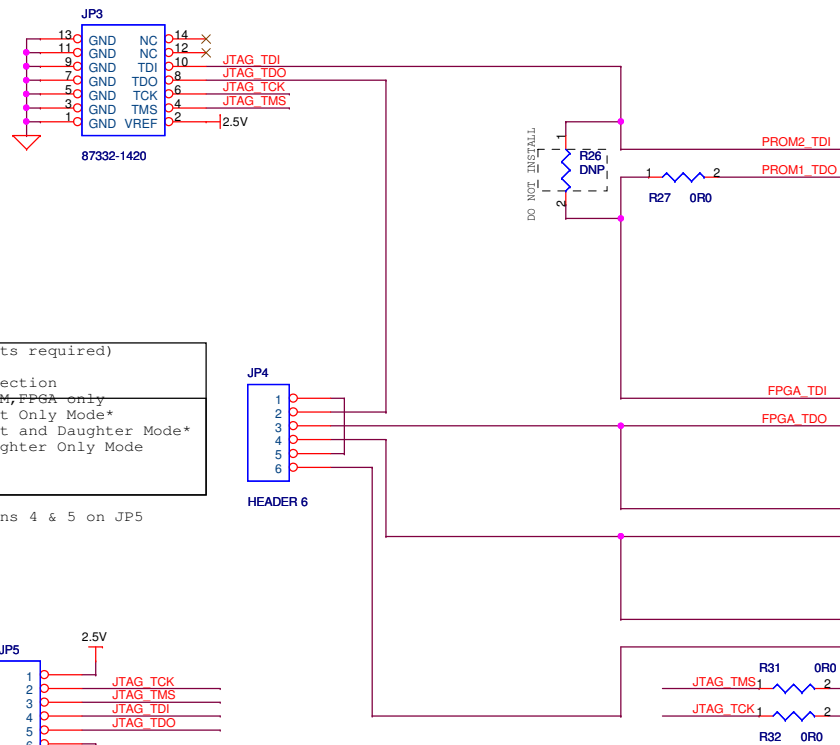 JP3
13 GND NC 14
11 GND NC 12
9 GND TDI 10 JTAG_TDI
7 GND TDO 8 JTAG_TDO
5 GND TCK 6 JTAG_TCK
3 GND TMS 4 JTAG_TMS
1 GND VREF 2 2.5V
87332-1420
DO NOT INSTALL
1
R26
DNP
2
PROM2_TDI
1 2 PROM1_TDO
R27 0R0
ts required)
ection
M,FPGA only
t Only Mode*
t and Daughter Mode*
ghter Only Mode
ns 4 & 5 on JP5
JP4
1
2
3
4
5
6
HEADER 6
FPGA_TDI
FPGA_TDO
2.5V
JP5
1
2 JTAG_TCK
3 JTAG_TMS
4 JTAG_TDI
5 JTAG_TDO
6
R31 0R0
JTAG_TMS 1 2
JTAG_TCK 1 2
R32 0R0